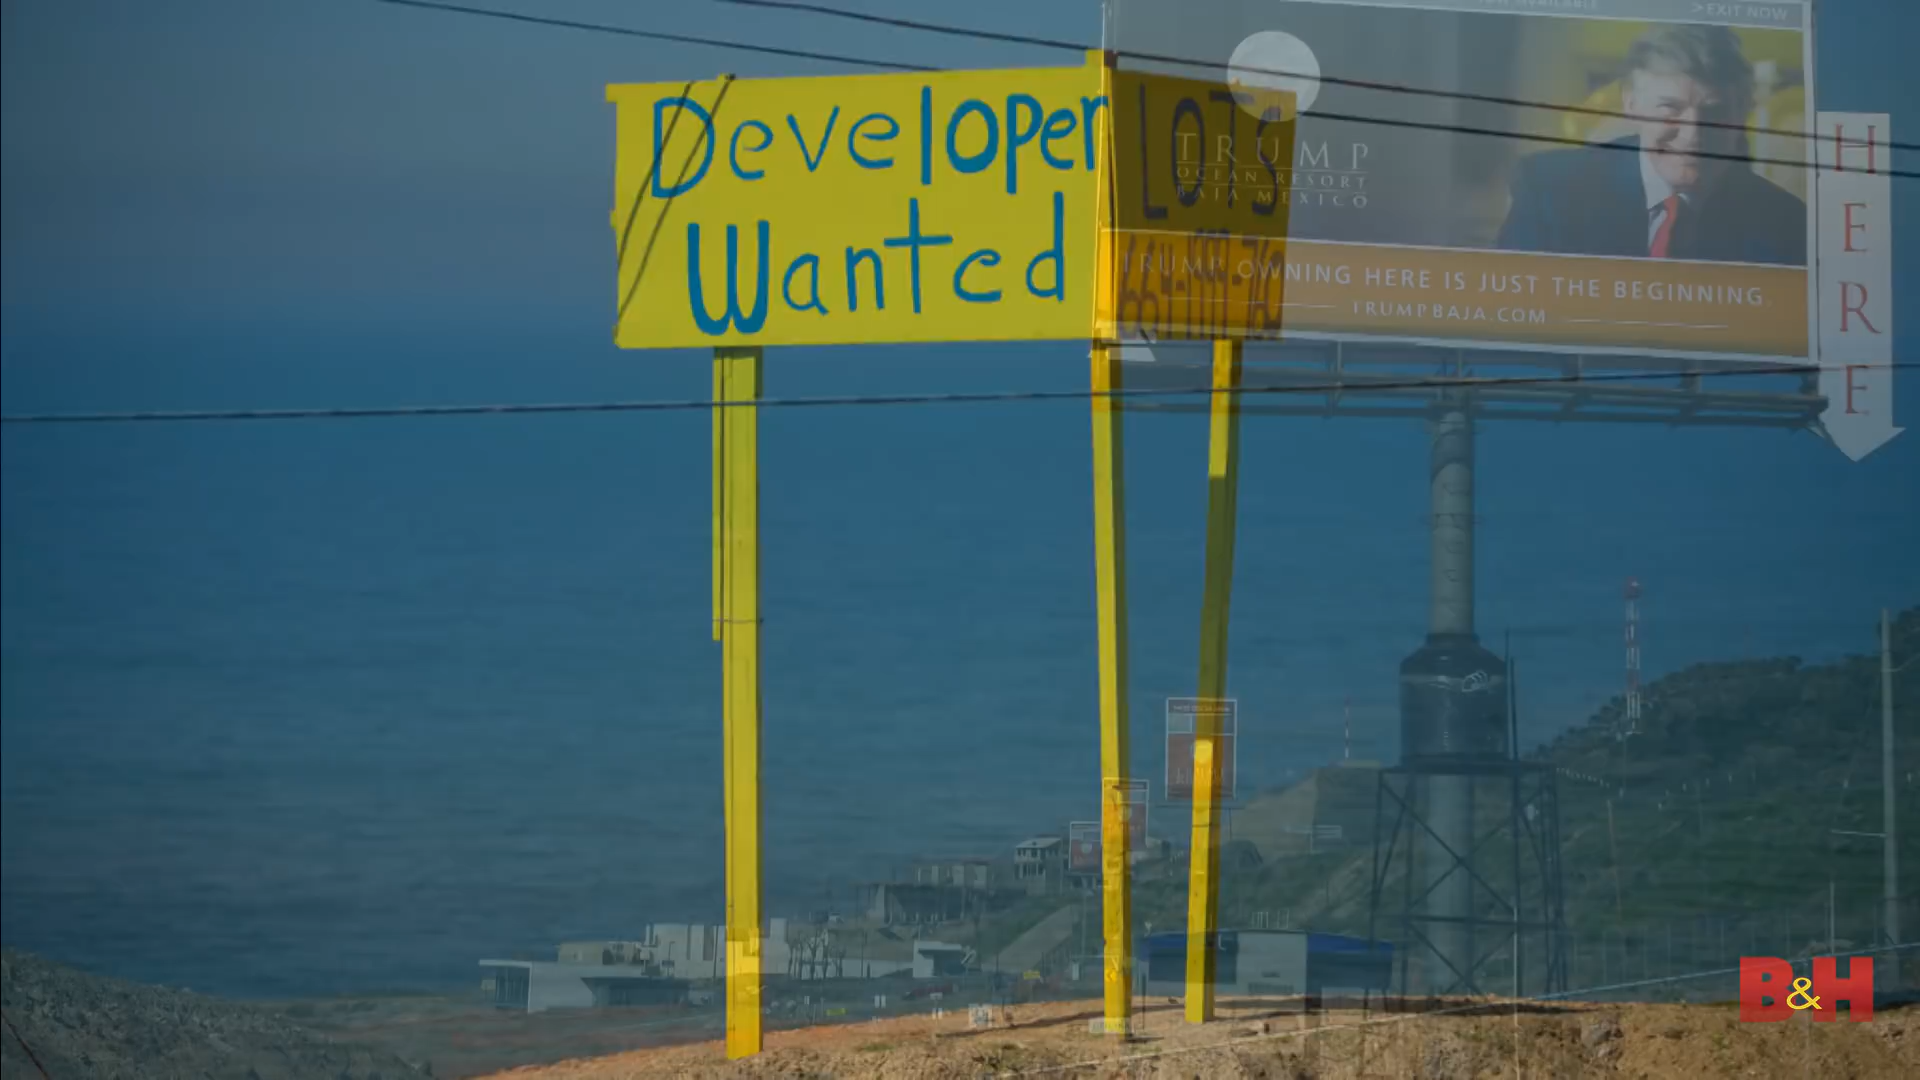 Developer
Wanted
LOTS
> EXIT NOW
TRUMP
OCEAN RESORT
BAJA MEXICO
TRUMP OWNING HERE IS JUST THE BEGINNING.
TRUMPBAJA.COM
HERE
B&H